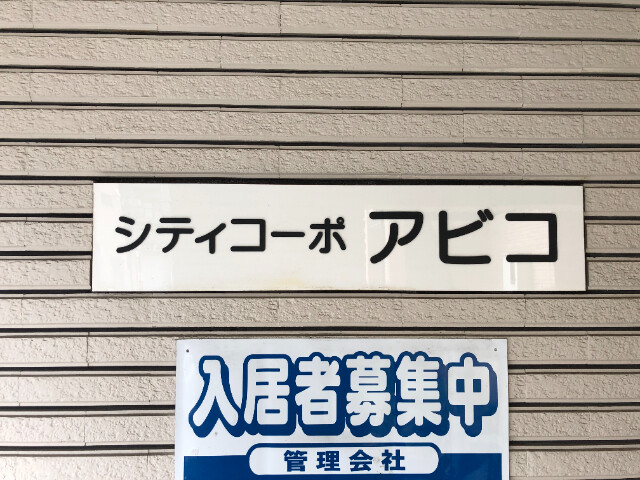 シティコーポ アビコ
入居者募集中
管理会社